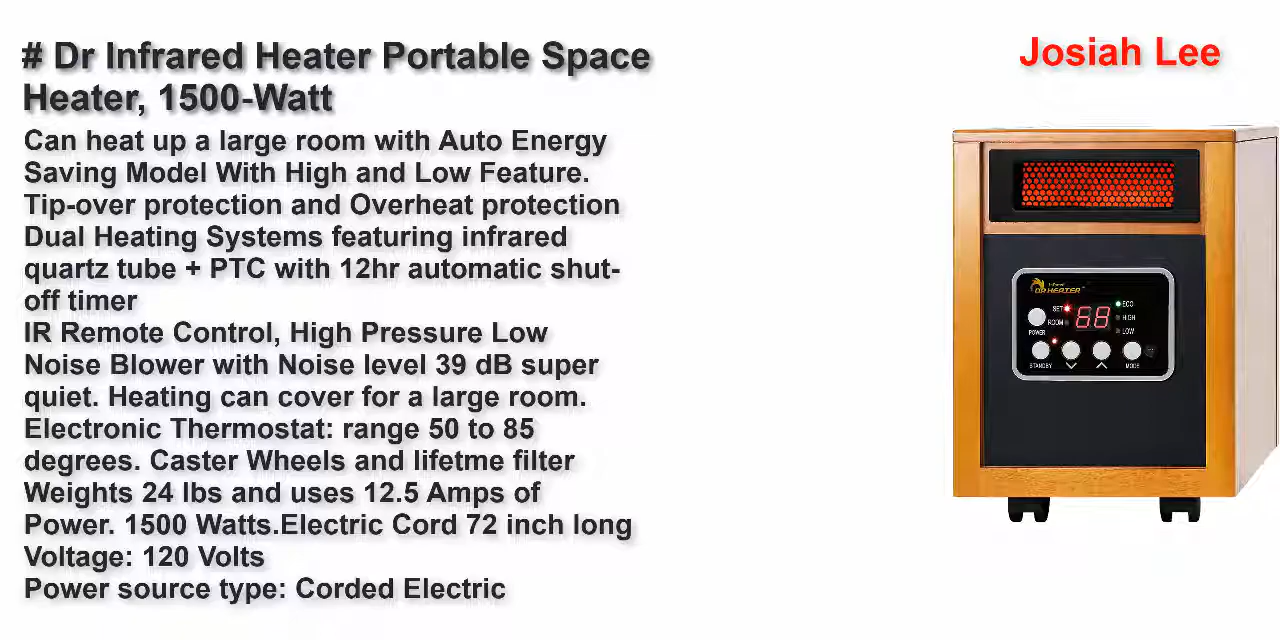 # Dr Infrared Heater Portable Space
Heater, 1500-Watt
Josiah Lee
Can heat up a large room with Auto Energy
Saving Model With High and Low Feature.
Tip-over protection and Overheat protection
Dual Heating Systems featuring infrared
quartz tube + PTC with 12hr automatic shut-
off timer
IR Remote Control, High Pressure Low
Noise Blower with Noise level 39 dB super
quiet. Heating can cover for a large room.
Electronic Thermostat: range 50 to 85
degrees. Caster Wheels and lifetme filter
Weights 24 lbs and uses 12.5 Amps of
Power. 1500 Watts.Electric Cord 72 inch long
Voltage: 120 Volts
Power source type: Corded Electric
DR HEATER
SET
ROOM
68
ECO
HIGH
LOW
POWER
STANDBY
MODE